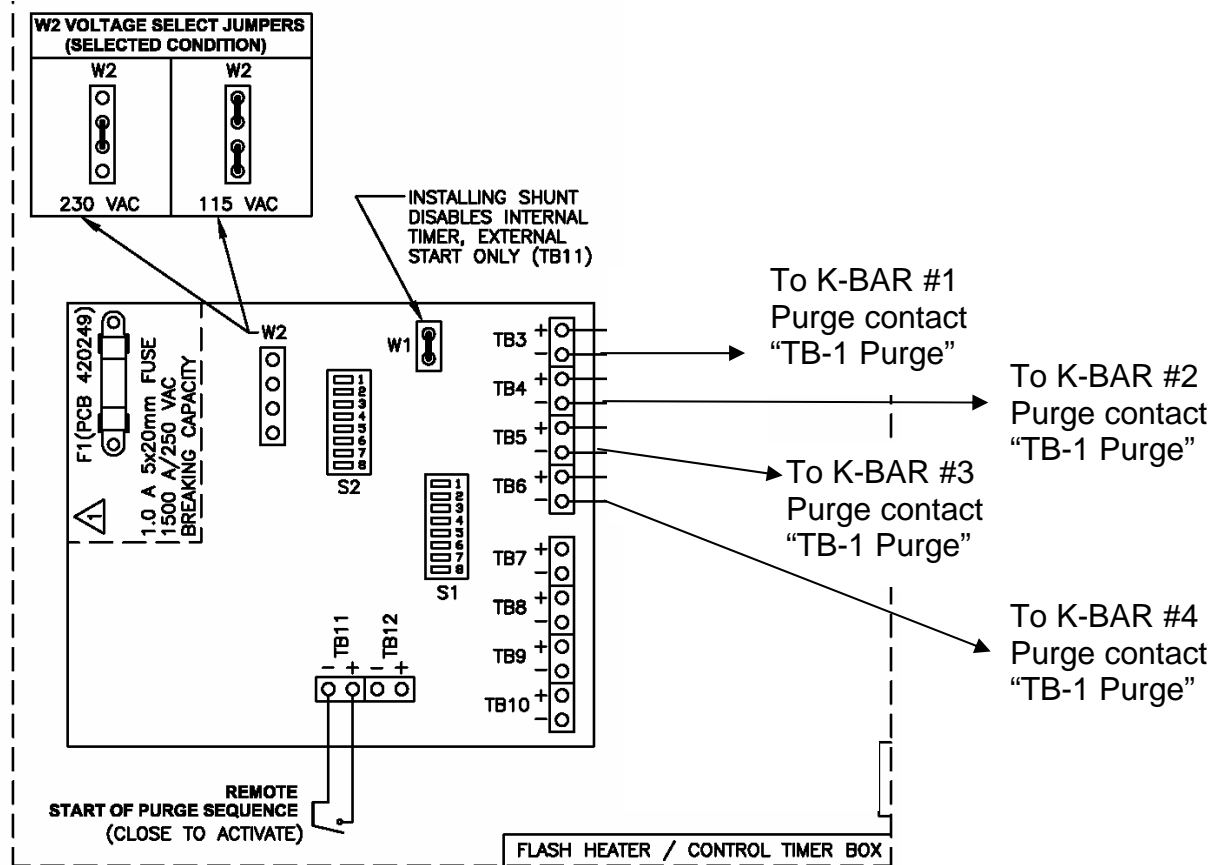 W2 VOLTAGE SELECT JUMPERS
(SELECTED CONDITION)
W2
W2
230 VAC
115 VAC
INSTALLING SHUNT
DISABLES INTERNAL
TIMER, EXTERNAL
START ONLY (TB11)
F1(PCB 420249)
1.0 A 5x20mm FUSE
1500 A/250 VAC
BREAKING CAPACITY
1
W2
W1
1
2
3
4
5
6
7
8
S2
1
2
3
4
5
6
7
8
S1
TB3 +
-
TB4 +
-
TB5 +
-
TB6 +
-
TB7 +
-
TB8 +
-
TB9 +
-
TB10 +
-
TB11
- +
TB12
- +
To K-BAR #1
Purge contact
“TB-1 Purge”
To K-BAR #2
Purge contact
“TB-1 Purge”
To K-BAR #3
Purge contact
“TB-1 Purge”
To K-BAR #4
Purge contact
“TB-1 Purge”
REMOTE
START OF PURGE SEQUENCE
(CLOSE TO ACTIVATE)
FLASH HEATER / CONTROL TIMER BOX